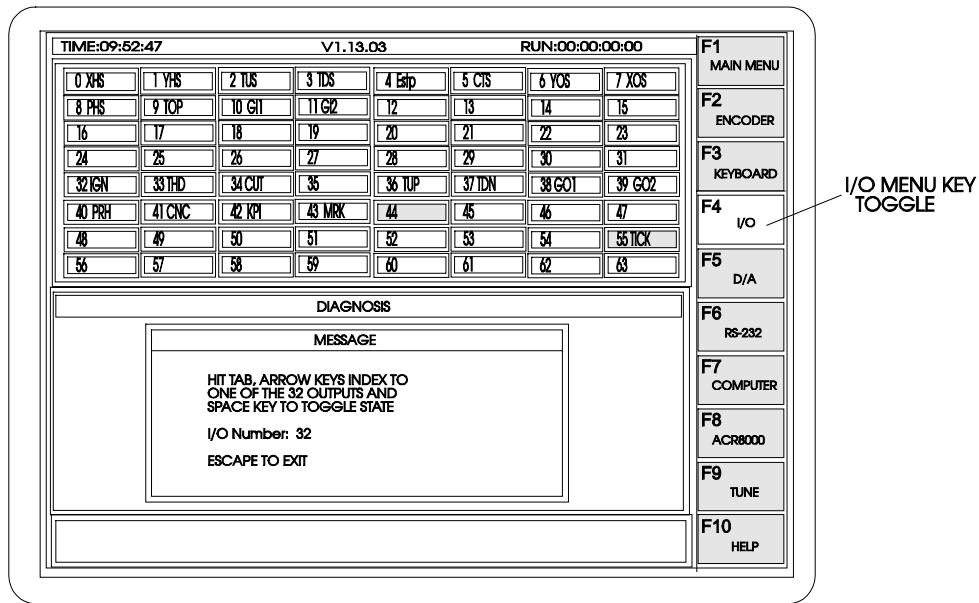 TIME:09:52:47 V1.13.03 RUN:00:00:00:00
0 XHS 1 YHS 2 TUS 3 TDS 4 Estp 5 CTS 6 YOS 7 XOS
8 PHS 9 TOP 10 GI1 11 GI2 12 13 14 15
16 17 18 19 20 21 22 23
24 25 26 27 28 29 30 31
32 IGN 33 THD 34 CUT 35 36 TUP 37 TDN 38 GO1 39 GO2
40 PRH 41 CNC 42 KPI 43 MRK 44 45 46 47
48 49 50 51 52 53 54 55 TICK
56 57 58 59 60 61 62 63
DIAGNOSIS
MESSAGE
HIT TAB, ARROW KEYS INDEX TO
ONE OF THE 32 OUTPUTS AND
SPACE KEY TO TOGGLE STATE
I/O Number: 32
ESCAPE TO EXIT
F1
MAIN MENU
F2
ENCODER
F3
KEYBOARD
F4
I/O
F5
D/A
F6
RS-232
F7
COMPUTER
F8
ACR8000
F9
TUNE
F10
HELP
I/O MENU KEY
TOGGLE